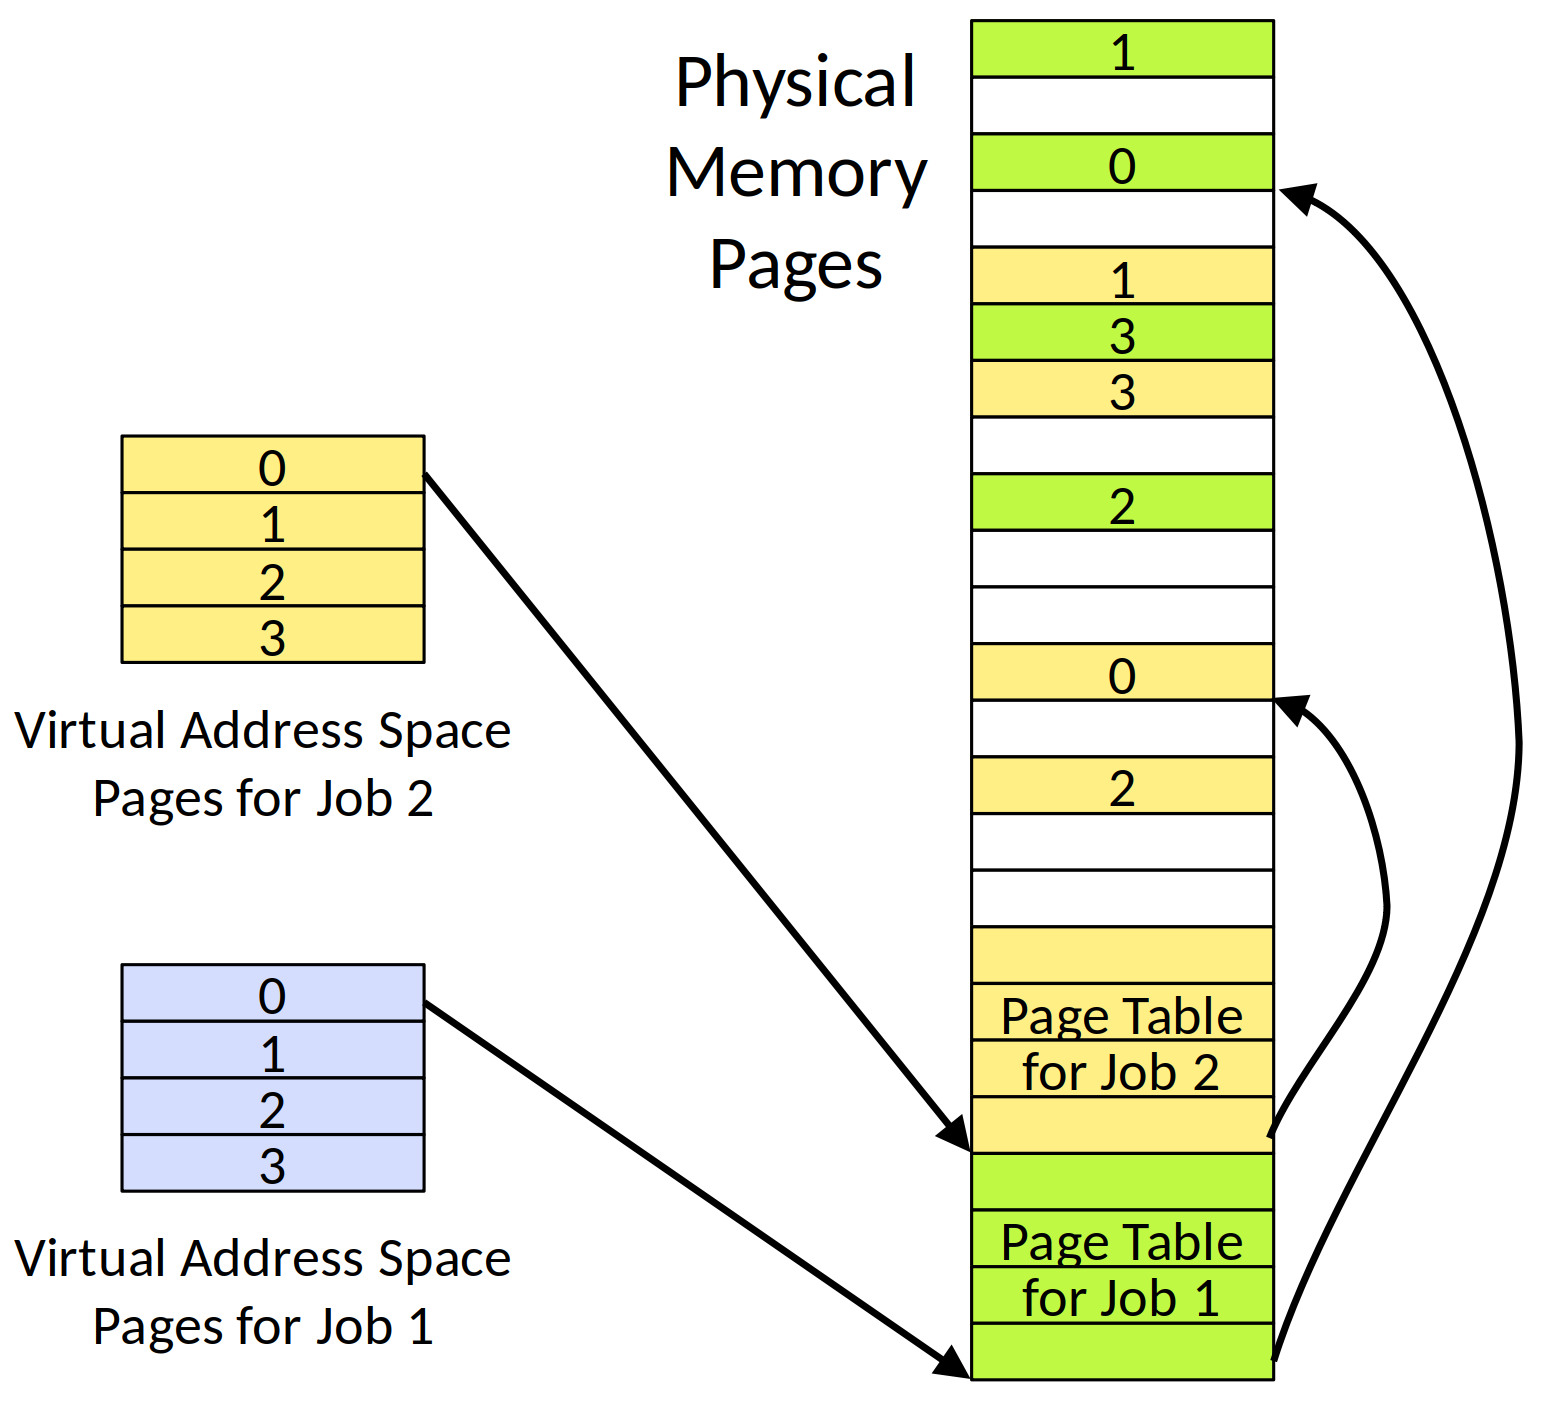 Physical
Memory
Pages
1
0
1
3
3
2
0
2
Page Table
for Job 2
Page Table
for Job 1
0
1
2
3
Virtual Address Space
Pages for Job 2
0
1
2
3
Virtual Address Space
Pages for Job 1